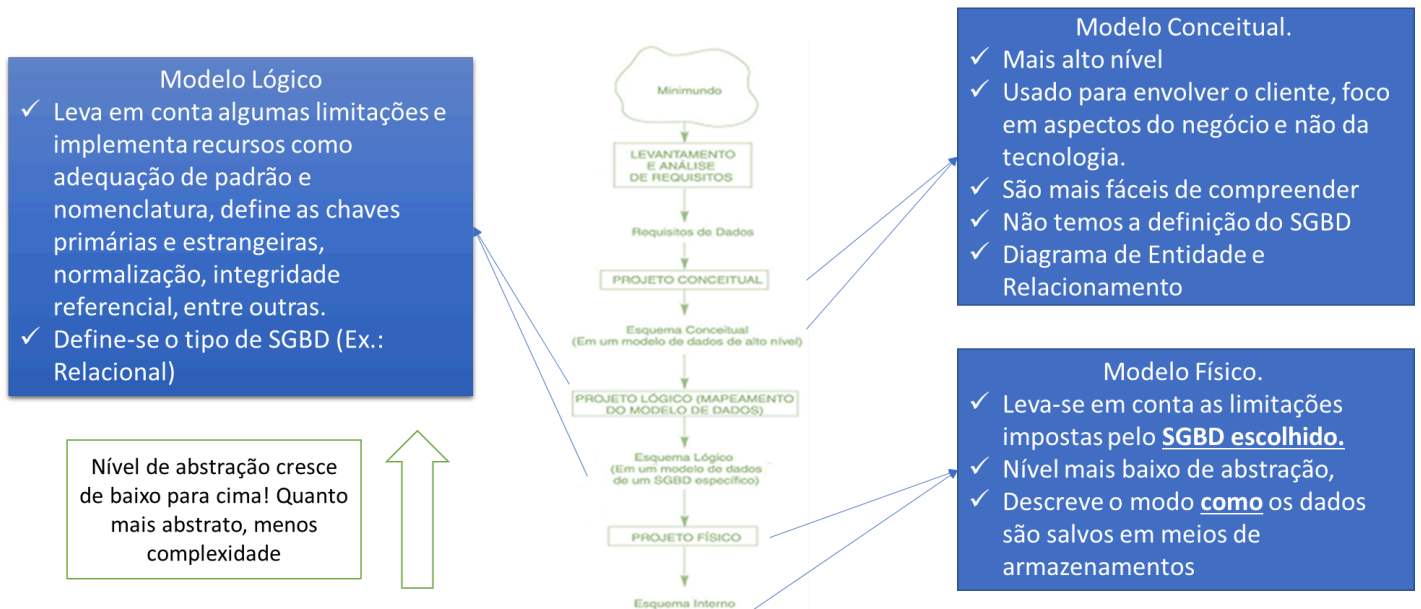 Modelo Lógico
✓ Leva em conta algumas limitações e
implementa recursos como
adequação de padrão e
nomenclatura, define as chaves
primárias e estrangeiras,
normalização, integridade
referencial, entre outras.
✓ Define-se o tipo de SGBD (Ex.:
Relacional)
Nível de abstração cresce
de baixo para cima! Quanto
mais abstrato, menos
complexidade
Minimundo
LEVANTAMENTO
E ANÁLISE
DE REQUISITOS
Requisitos de Dados
PROJETO CONCEITUAL
Esquema Conceitual
(Em um modelo de dados de alto nível)
PROJETO LÓGICO (MAPEAMENTO
DO MODELO DE DADOS)
Esquema Lógico
(Em um modelo de dados
de um SGBD específico)
PROJETO FÍSICO
Esquema Interno
Modelo Conceitual.
✓ Mais alto nível
✓ Usado para envolver o cliente, foco
em aspectos do negócio e não da
tecnologia.
✓ São mais fáceis de compreender
✓ Não temos a definição do SGBD
✓ Diagrama de Entidade e
Relacionamento
Modelo Físico.
✓ Leva-se em conta as limitações
impostas pelo SGBD escolhido.
✓ Nível mais baixo de abstração,
✓ Descreve o modo como os dados
são salvos em meios de
armazenamentos